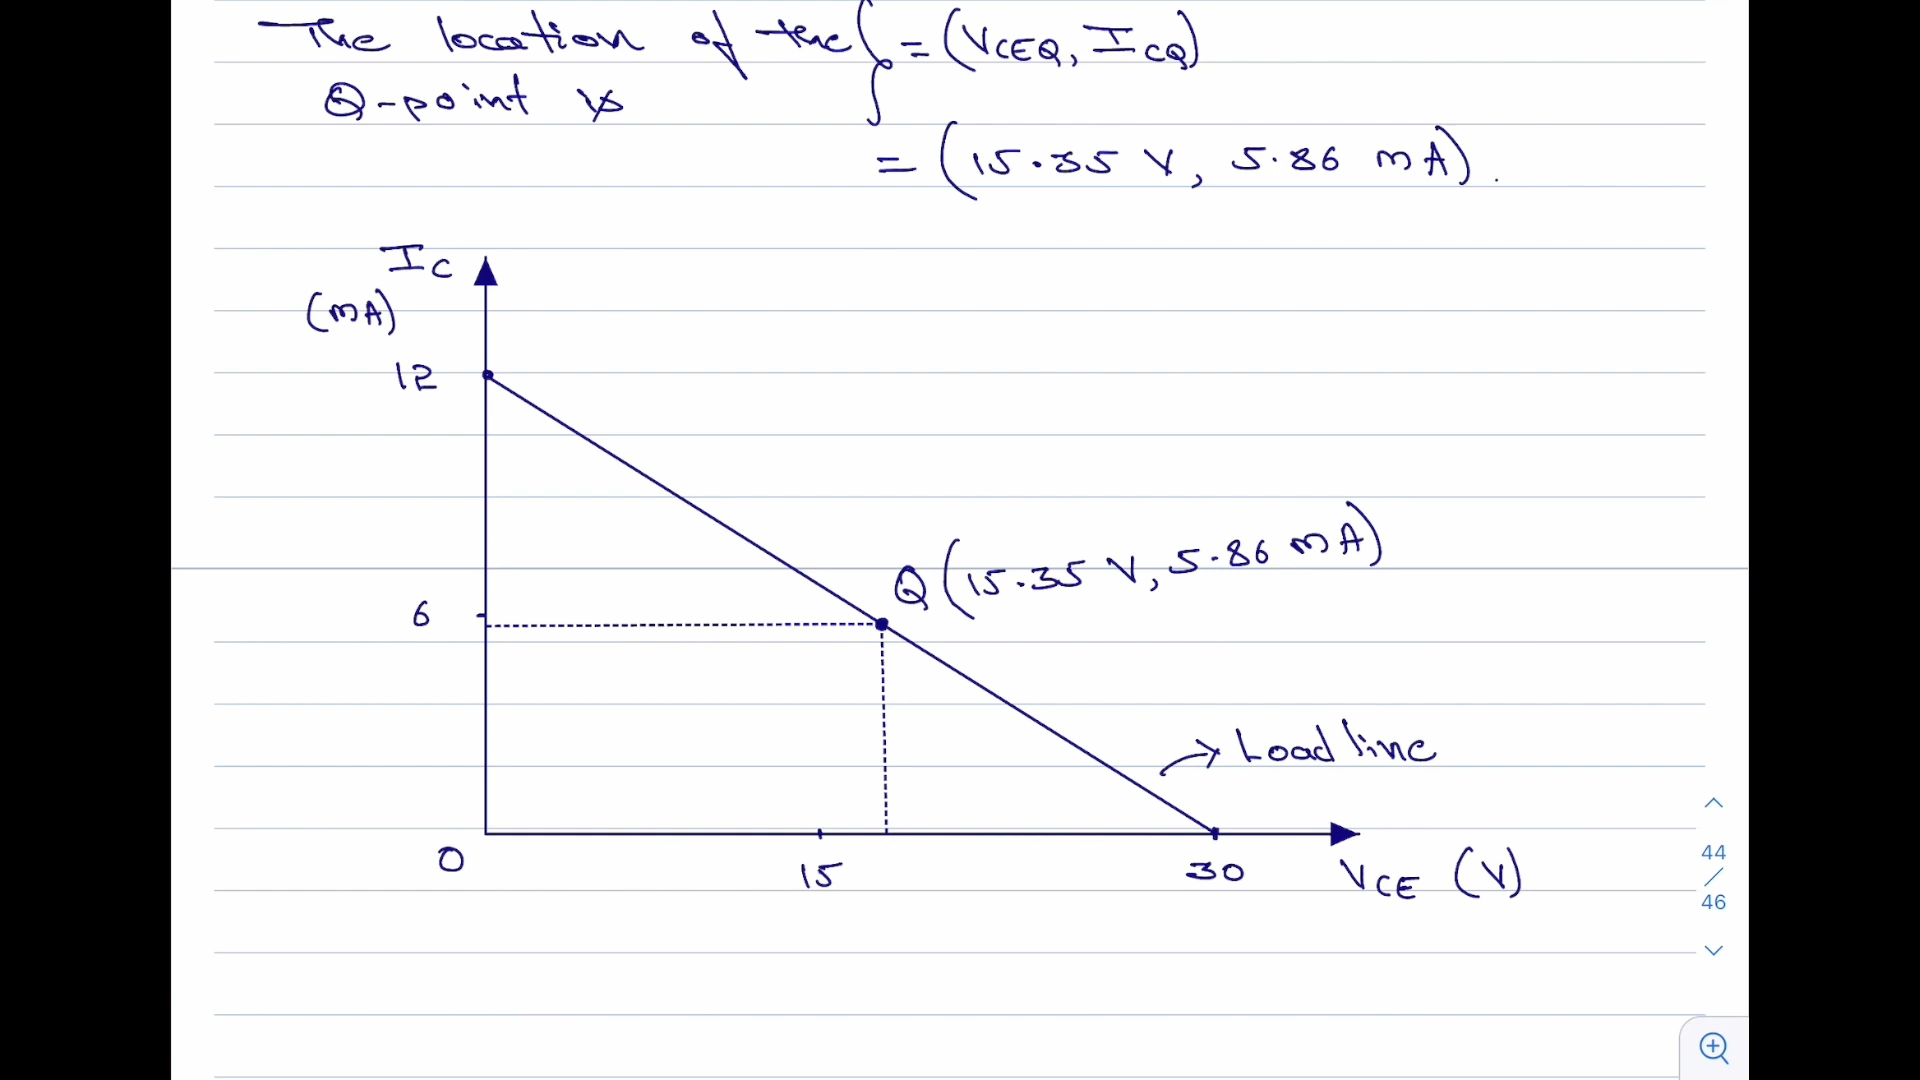 The location of the = (VCEQ, ICQ)
Q-point is
= (15.35 V, 5.86 mA).
IC
(mA)
12
Q (15.35 V, 5.86 mA)
6
Load line
0
15
30
VCE (V)
44
/
46